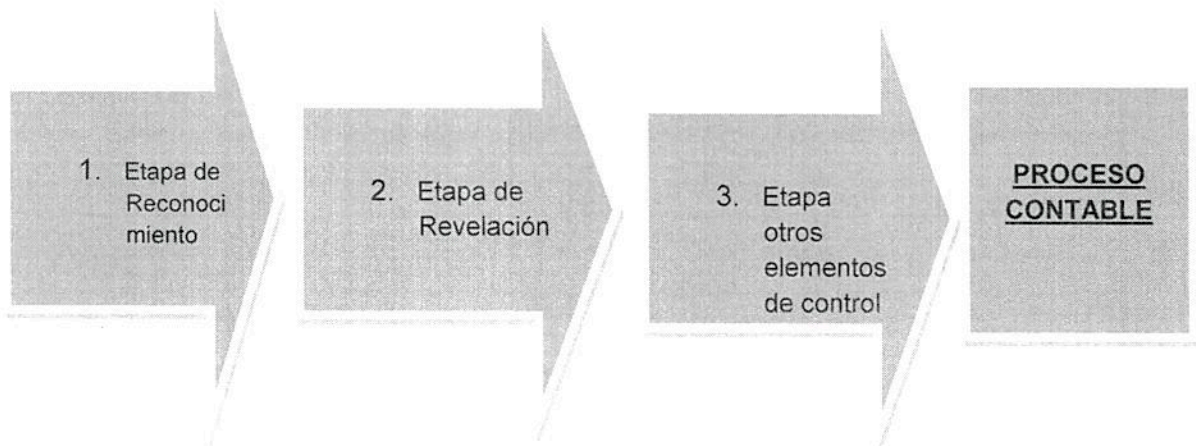 1. Etapa de
Reconoci
miento
2. Etapa de
Revelación
3. Etapa
otros
elementos
de control
PROCESO
CONTABLE